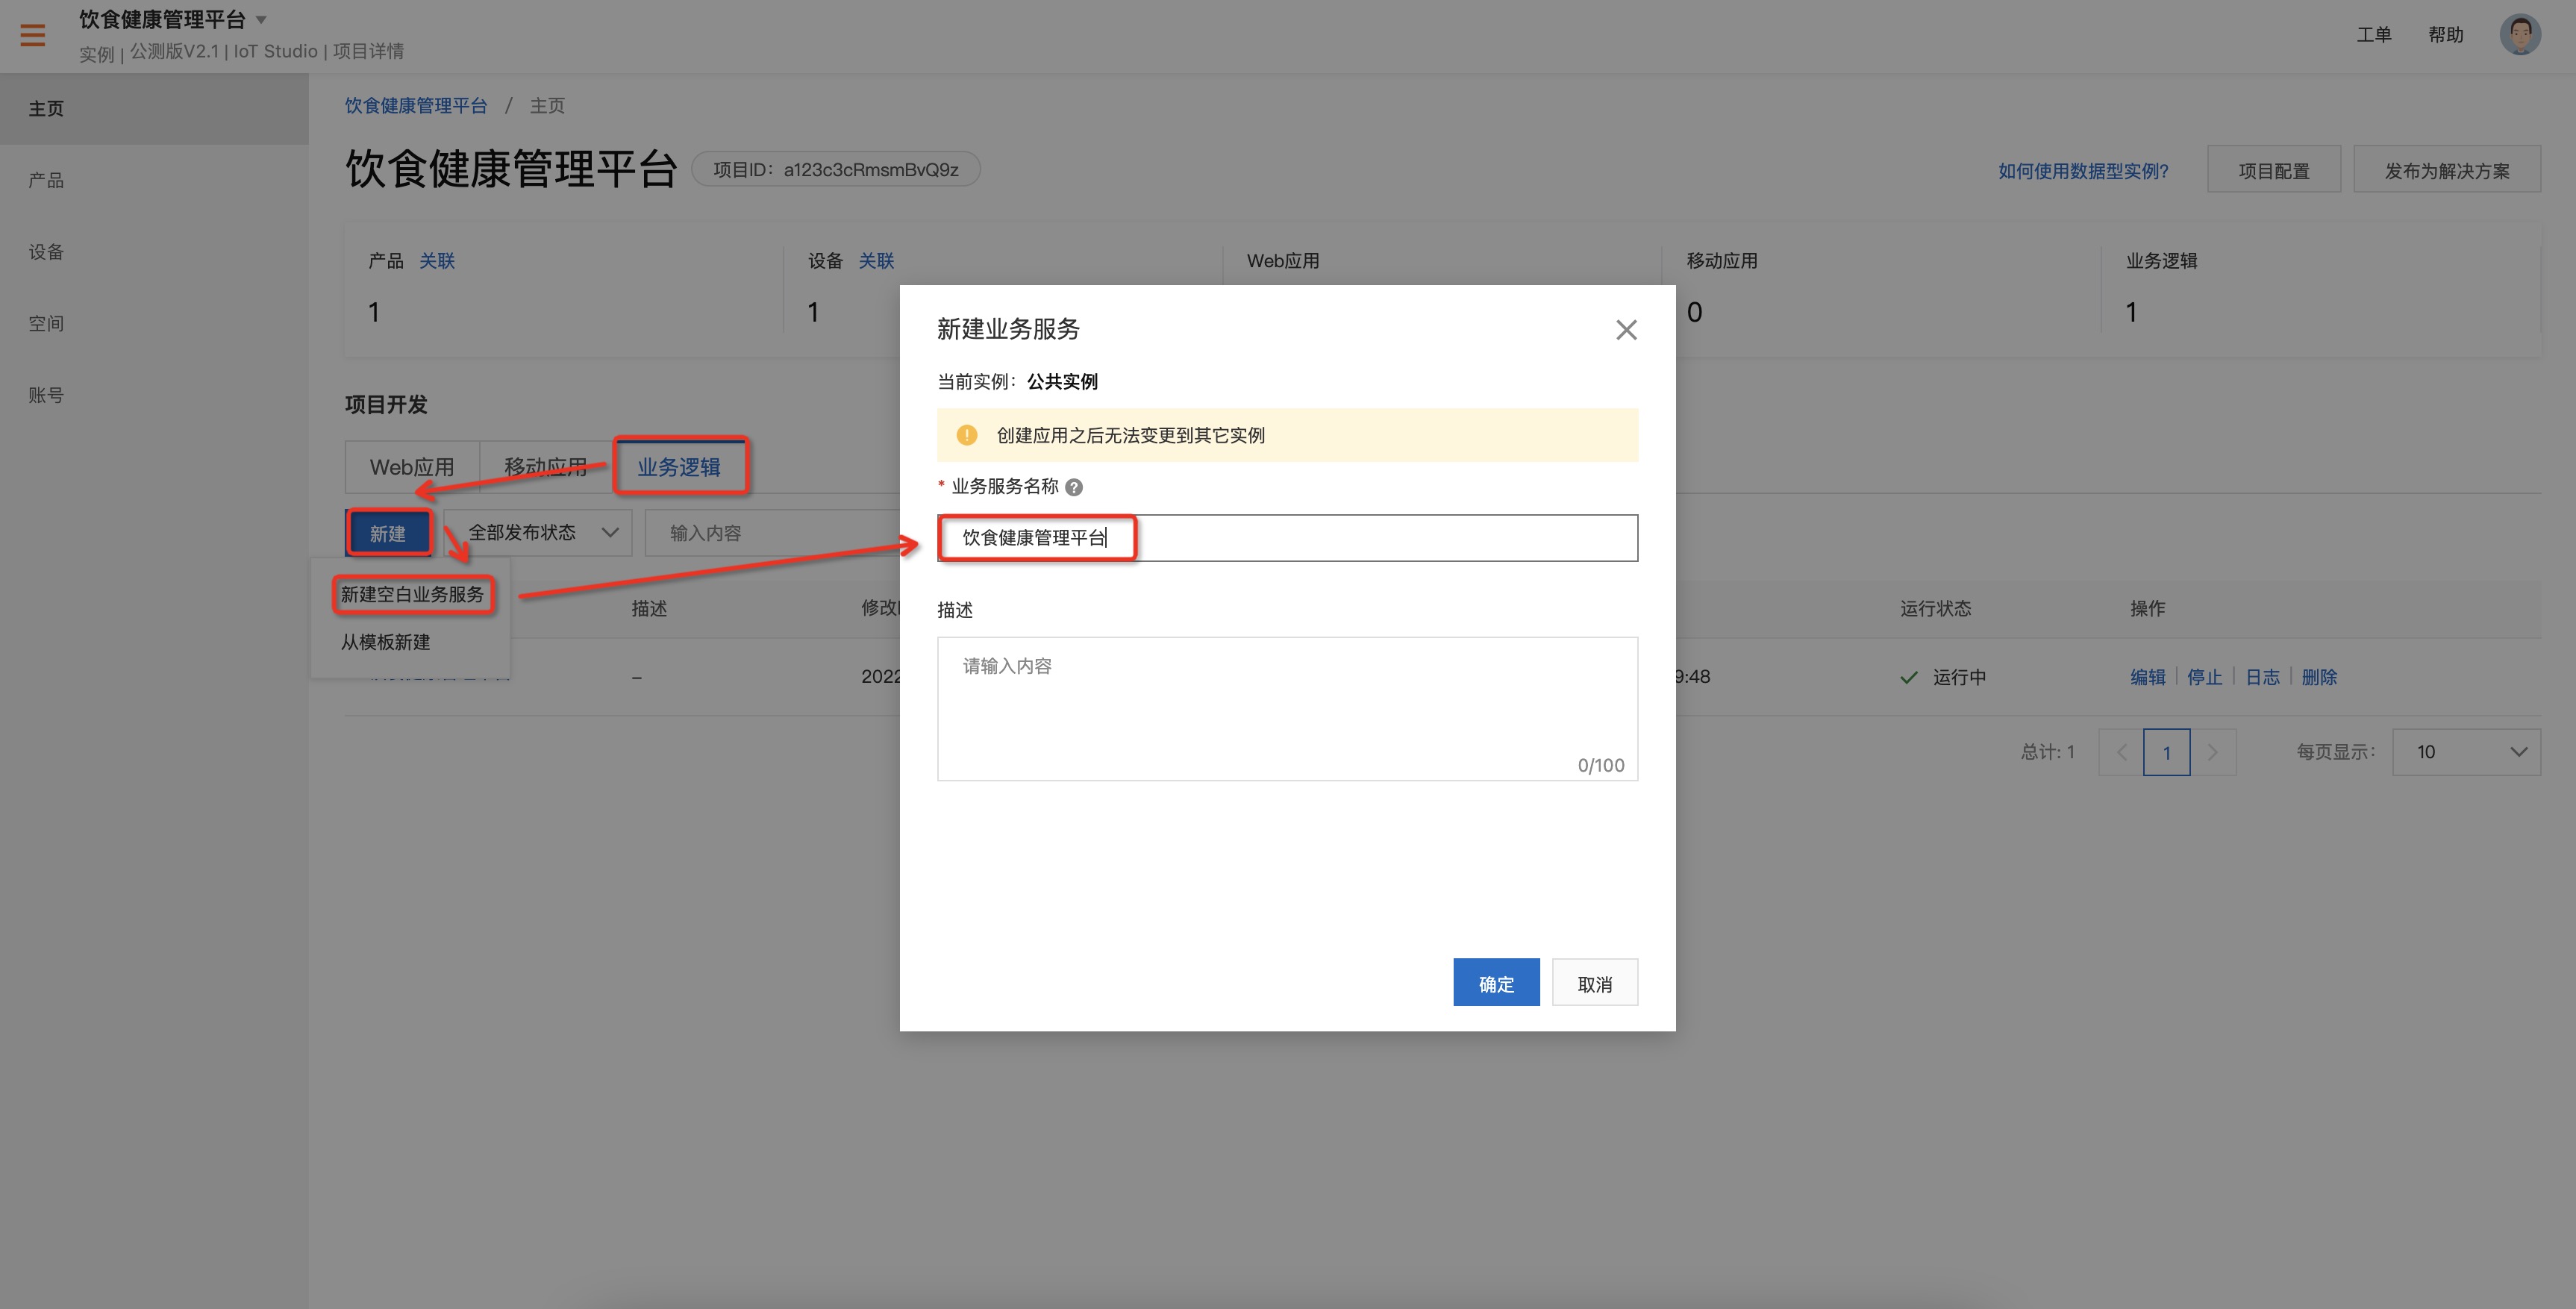 饮食健康管理平台
实例 | 公测版V2.1 | IoT Studio | 项目详情
工单 帮助
主页
产品
设备
空间
账号
饮食健康管理平台 / 主页
饮食健康管理平台 项目ID：a123c3cRmsmBvQ9z
如何使用数据型实例? 项目配置 发布为解决方案
产品 关联
1
设备 关联
1
Web应用
移动应用
0
业务逻辑
1
项目开发
Web应用 移动应用 业务逻辑
新建 全部发布状态 输入内容
新建空白业务服务
从模板新建
描述 运行状态 操作
– 2022 9:48 运行中 编辑 停止 日志 删除
总计: 1 1 每页显示： 10
新建业务服务
当前实例：公共实例
创建应用之后无法变更到其它实例
* 业务服务名称 ?
饮食健康管理平台
描述
请输入内容
0/100
确定 取消